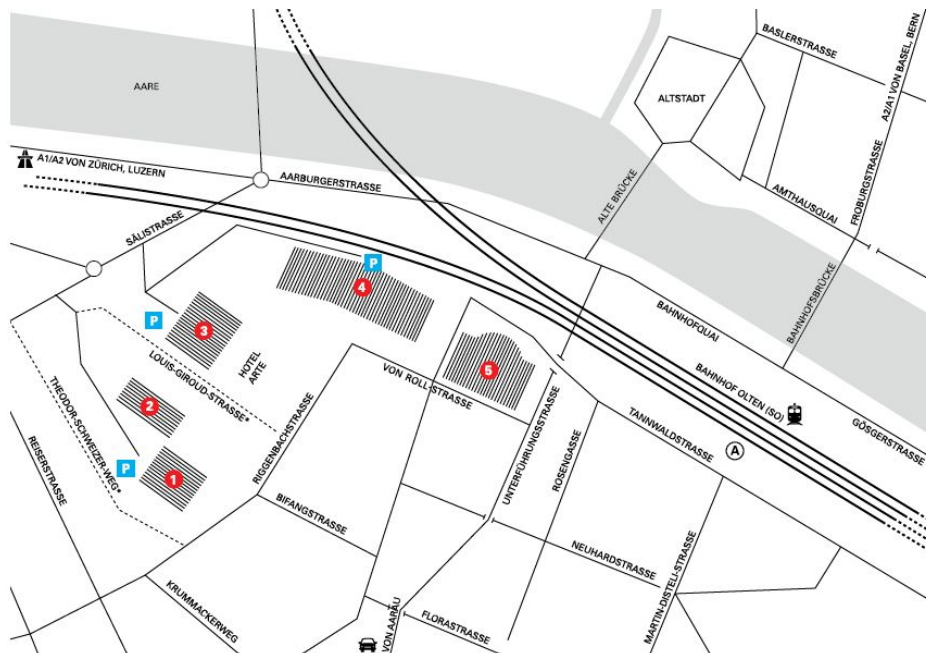 BASLERSTRASSE
A2/A1 VON BASEL, BERN
AARE
ALTSTADT
A1/A2 VON ZÜRICH, LUZERN
AARBURGERSTRASSE
ALTE BRÜCKE
AMTHAUSQUAI
FROBURGSTRASSE
SÄLISTRASSE
P
4
P
3
HOTEL
ARTE
BAHNHOFQUAI
BAHNHOFSBRÜCKE
LOUIS-GIROUD-STRASSE*
VON ROLL-STRASSE
5
BAHNHOF OLTEN (SO)
GÖSGERSTRASSE
2
THEODOR-SCHWEIZER-WEG*
REISERSTRASSE
RIGGENBACHSTRASSE
UNTERFÜHRUNGSSTRASSE
ROSENGASSE
TANNWALDSTRASSE
A
P
1
BIFANGSTRASSE
NEUHARDSTRASSE
MARTIN-DISTELI-STRASSE
KRUMMACKERWEG
VON AARAU
FLORASTRASSE